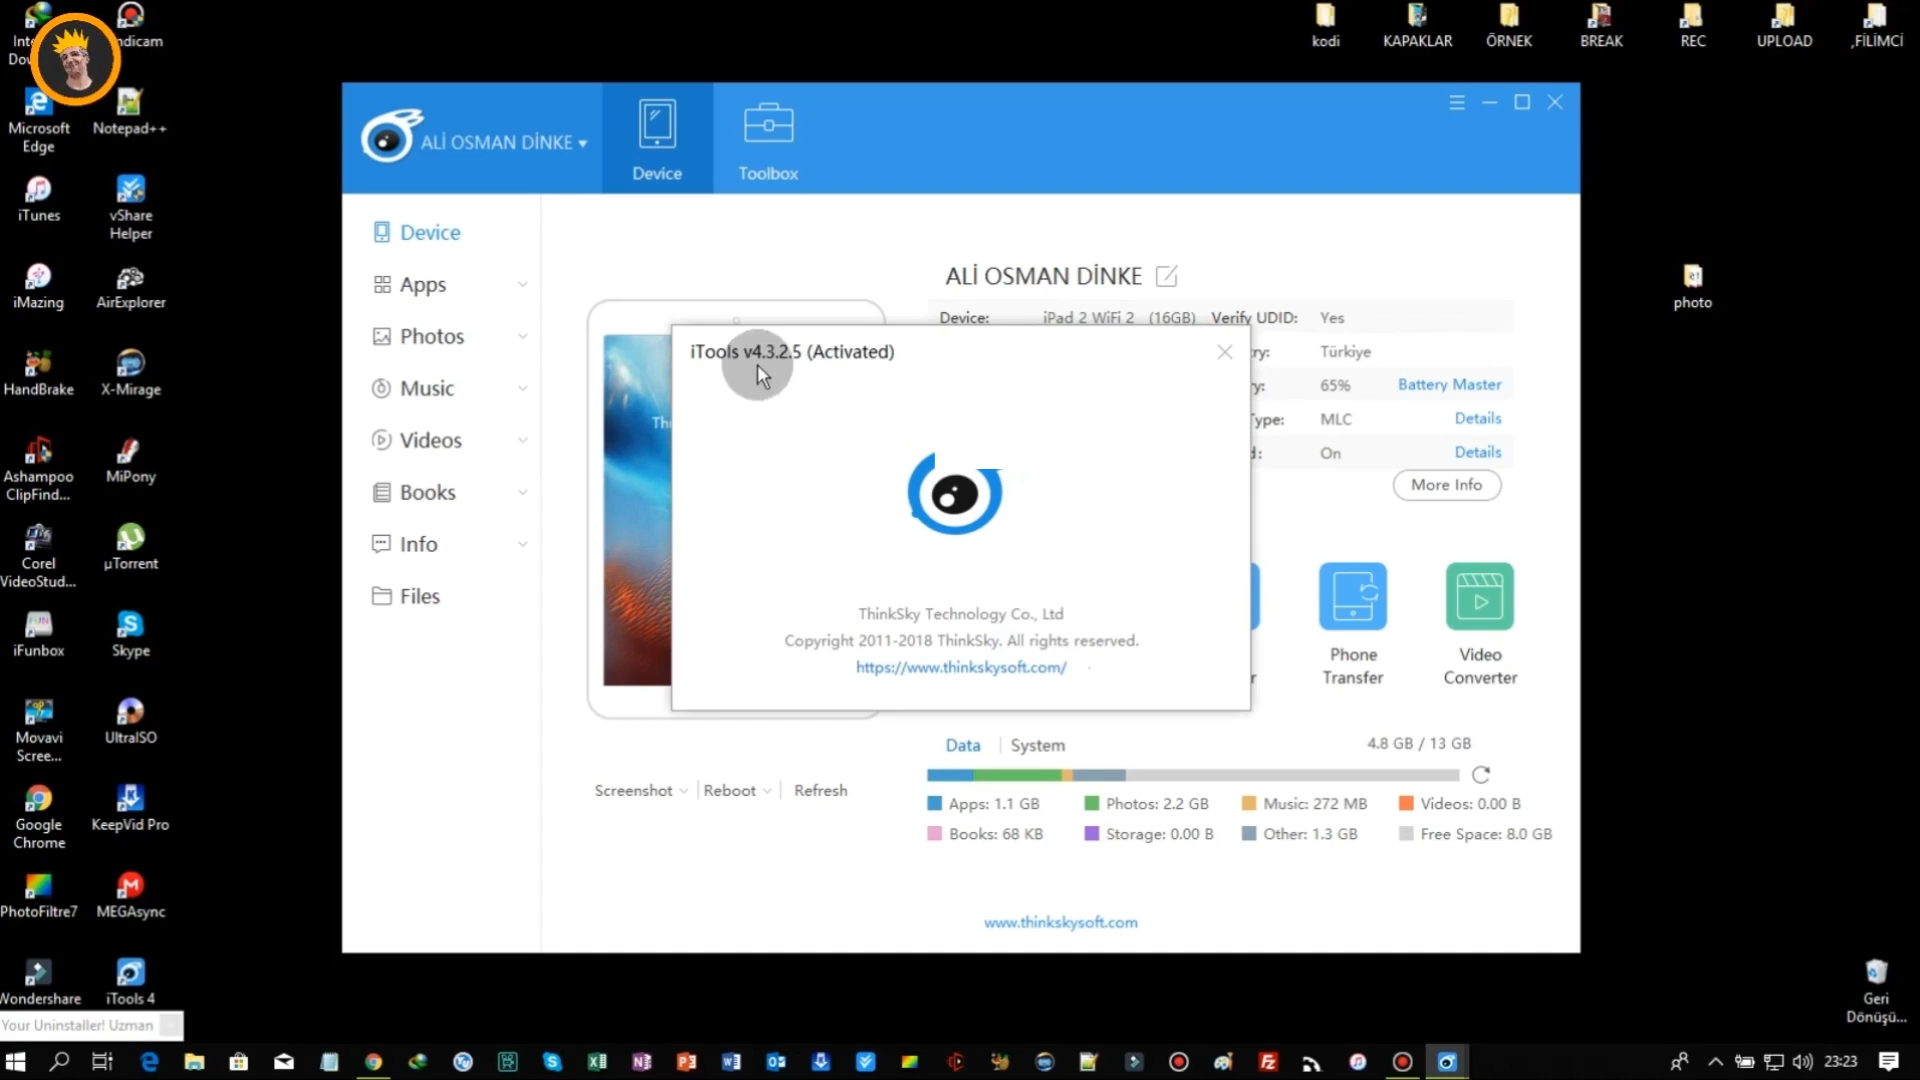 Inte
Dow
ndicam
Microsoft
Edge
Notepad++
iTunes
vShare
Helper
iMazing
AirExplorer
HandBrake
X-Mirage
Ashampoo
ClipFind...
MiPony
Corel
VideoStud...
µTorrent
iFunbox
Skype
Movavi
Scree...
UltraISO
Google
Chrome
KeepVid Pro
PhotoFiltre7
MEGAsync
Wondershare
iTools 4
Your Uninstaller! Uzman
kodi
KAPAKLAR
ÖRNEK
BREAK
REC
UPLOAD
,FİLİMCİ
photo
Geri
Dönüşü...
ALİ OSMAN DİNKE
Device
Toolbox
Device
Apps
Photos
Music
Videos
Books
Info
Files
ALİ OSMAN DİNKE
Device: iPad 2 WiFi 2 (16GB) Verify UDID: Yes
ry: Türkiye
y: 65% Battery Master
Type: MLC Details
d: On Details
More Info
iTools v4.3.2.5 (Activated)
ThinkSky Technology Co., Ltd
Copyright 2011-2018 ThinkSky. All rights reserved.
https://www.thinkskysoft.com/
Th
r
Phone
Transfer
Video
Converter
Data | System 4.8 GB / 13 GB
Screenshot | Reboot | Refresh
Apps: 1.1 GB Photos: 2.2 GB Music: 272 MB Videos: 0.00 B
Books: 68 KB Storage: 0.00 B Other: 1.3 GB Free Space: 8.0 GB
www.thinkskysoft.com
23:23